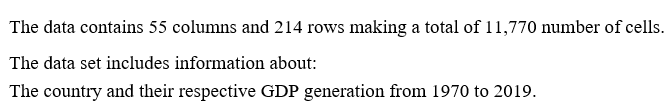 The data contains 55 columns and 214 rows making a total of 11,770 number of cells.
The data set includes information about:
The country and their respective GDP generation from 1970 to 2019.